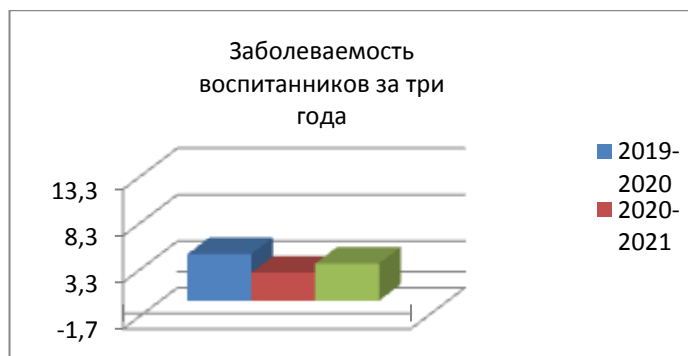 Заболеваемость
воспитанников за три
года
13,3
8,3
3,3
-1,7
2019-
2020
2020-
2021